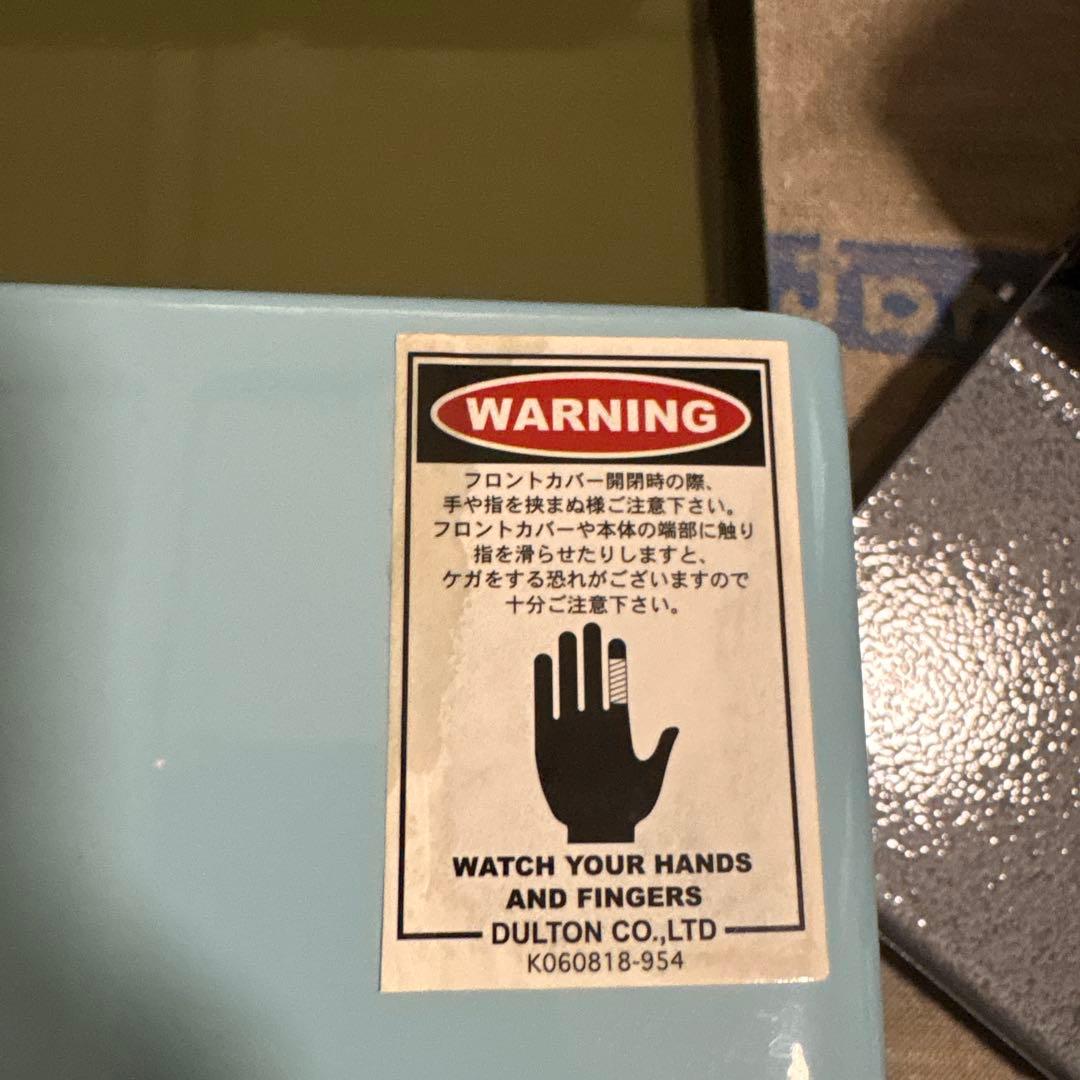 WARNING
フロントカバー開閉時の際、
手や指を挟まぬ様ご注意下さい。
フロントカバーや本体の端部に触り
指を滑らせたりしますと、
ケガをする恐れがございますので
十分ご注意下さい。
WATCH YOUR HANDS
AND FINGERS
DULTON CO.,LTD
K060818-954